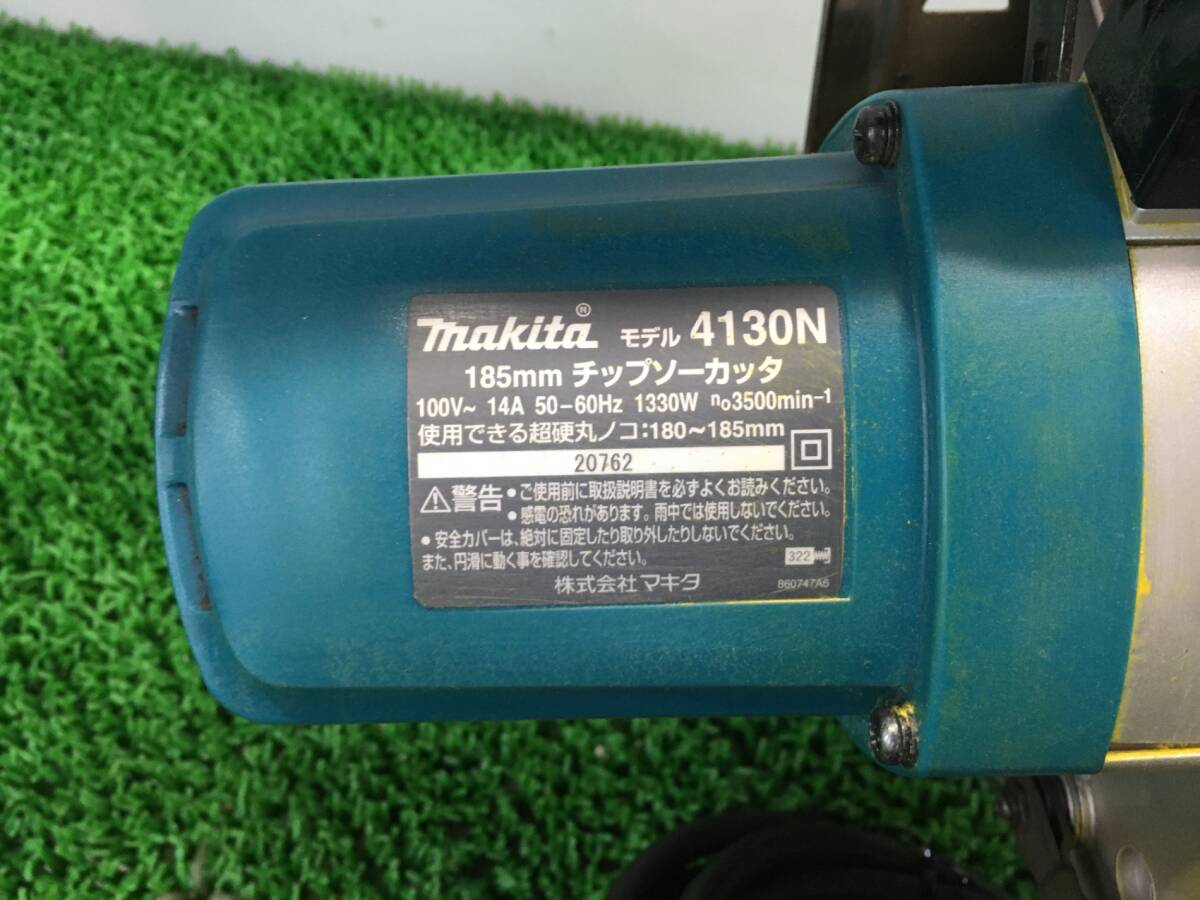 makita® モデル 4130N
185mm チップソーカッタ
100V~ 14A 50-60Hz 1330W no3500min-1
使用できる超硬丸ノコ:180~185mm
20762
警告 • ご使用前に取扱説明書を必ずよくお読みください。
• 感電の恐れがあります。雨中では使用しないでください。
• 安全カバーは、絶対に固定したり取り外したりしないでください。
また、円滑に動く事を確認してください。
322
株式会社 マキタ 860747A6